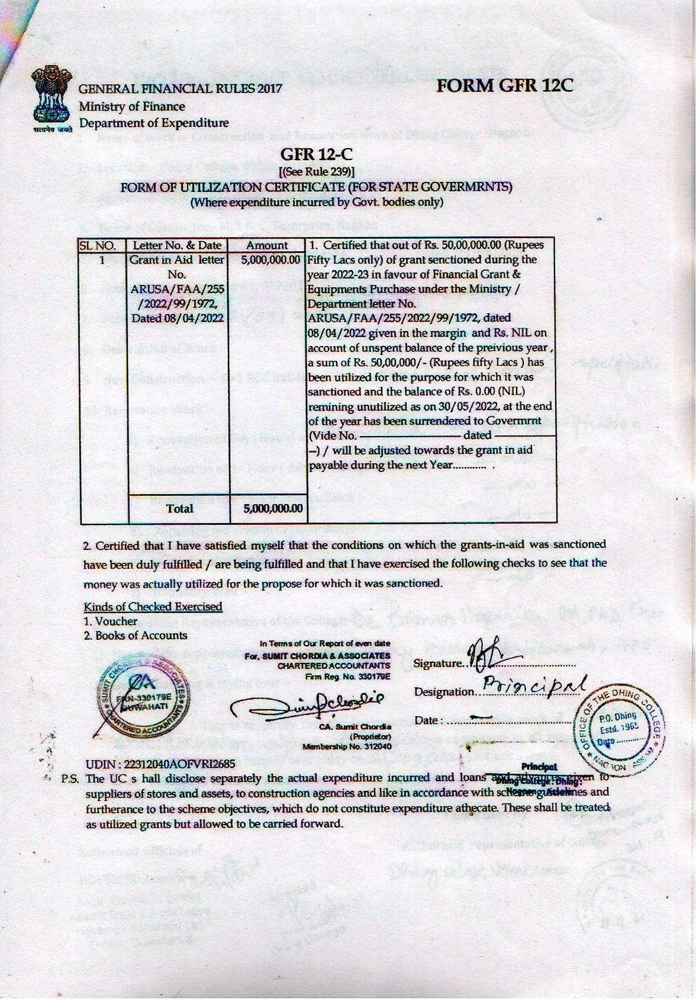 सत्यमेव जयते
GENERAL FINANCIAL RULES 2017
Ministry of Finance
Department of Expenditure
FORM GFR 12C
GFR 12-C
[(See Rule 239)]
FORM OF UTILIZATION CERTIFICATE (FOR STATE GOVERMRNTS)
(Where expenditure incurred by Govt. bodies only)
SL NO. Letter No. & Date Amount
1 Grant in Aid letter 5,000,000.00
No.
ARUSA/FAA/255
/2022/99/1972,
Dated 08/04/2022
Total 5,000,000.00
1. Certified that out of Rs. 50,00,000.00 (Rupees
Fifty Lacs only) of grant senctioned during the
year 2022-23 in favour of Financial Grant &
Equipments Purchase under the Ministry /
Department letter No.
ARUSA/FAA/255/2022/99/1972, dated
08/04/2022 given in the margin and Rs. NIL on
account of unspent balance of the preivious year ,
a sum of Rs. 50,00,000/- (Rupees fifty Lacs ) has
been utilized for the purpose for which it was
sanctioned and the balance of Rs. 0.00 (NIL)
remining unutilized as on 30/05/2022, at the end
of the year has been surrendered to Govermrnt
(Vide No. ———————— dated —————
--) / will be adjusted towards the grant in aid
payable during the next Year............ .
2. Certified that I have satisfied myself that the conditions on which the grants-in-aid was sanctioned
have been duly fulfilled / are being fulfilled and that I have exercised the following checks to see that the
money was actually utilized for the propose for which it was sanctioned.
Kinds of Checked Exercised
1. Voucher
2. Books of Accounts
In Terms of Our Report of even date
For, SUMIT CHORDIA & ASSOCIATES
CHARTERED ACCOUNTANTS
Firm Reg. No. 330179E
SUMIT CHORDIA & ASSOCIATES
CA
FRN-330179E
GUWAHATI
CHARTERED ACCOUNTANTS
CA. Sumit Chordia
(Proprietor)
Membership No. 312040
Signature..................................
Designation.. Principal
Date : ......................................
OFFICE OF THE DHING COLLEGE
P.O. Dhing
Estd. 1965
Date ............
NAGAON ASSAM
UDIN : 22312040AOFVRI2685
Principal
Dhing College : Dhing :
P.S. The UC s hall disclose separately the actual expenditure incurred and loans and advances given to
suppliers of stores and assets, to construction agencies and like in accordance with scheme guidelines and
furtherance to the scheme objectives, which do not constitute expenditure athecate. These shall be treated
as utilized grants but allowed to be carried forward.